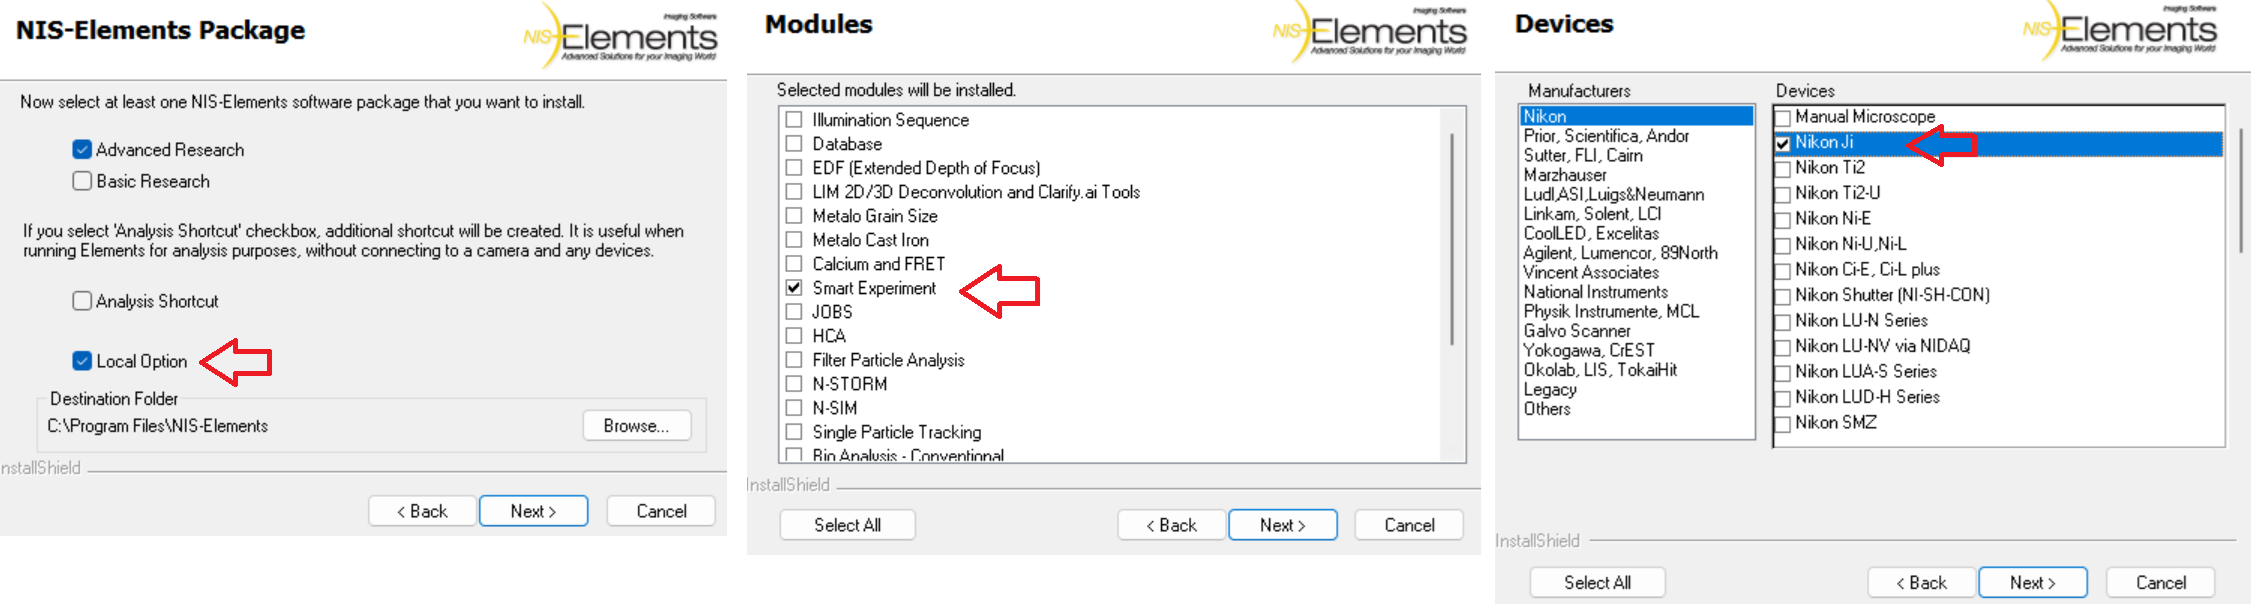 NIS-Elements Package
Imaging Software
NIS Elements
Advanced Solutions for your Imaging World
Now select at least one NIS-Elements software package that you want to install.
Advanced Research
Basic Research
If you select 'Analysis Shortcut' checkbox, additional shortcut will be created. It is useful when
running Elements for analysis purposes, without connecting to a camera and any devices.
Analysis Shortcut
Local Option
Destination Folder
C:\Program Files\NIS-Elements
Browse...
nstallShield
< Back
Next >
Cancel
Modules
Imaging Software
NIS Elements
Advanced Solutions for your Imaging World
Selected modules will be installed.
Illumination Sequence
Database
EDF (Extended Depth of Focus)
LIM 2D/3D Deconvolution and Clarify.ai Tools
Metalo Grain Size
Metalo Cast Iron
Calcium and FRET
Smart Experiment
JOBS
HCA
Filter Particle Analysis
N-STORM
N-SIM
Single Particle Tracking
Bio Analysis - Conventional
InstallShield
Select All
< Back
Next >
Cancel
Devices
Imaging Software
NIS Elements
Advanced Solutions for your Imaging World
Manufacturers
Nikon
Prior, Scientifica, Andor
Sutter, FLI, Cairn
Marzhauser
Ludl,ASI,Luigs&Neumann
Linkam, Solent, LCI
CoolLED, Excelitas
Agilent, Lumencor, 89North
Vincent Associates
National Instruments
Physik Instrumente, MCL
Galvo Scanner
Yokogawa, CrEST
Okolab, LIS, TokaiHit
Legacy
Others
Devices
Manual Microscope
Nikon Ji
Nikon Ti2
Nikon Ti2-U
Nikon Ni-E
Nikon Ni-U,Ni-L
Nikon Ci-E, Ci-L plus
Nikon Shutter (NI-SH-CON)
Nikon LU-N Series
Nikon LU-NV via NIDAQ
Nikon LUA-S Series
Nikon LUD-H Series
Nikon SMZ
InstallShield
Select All
< Back
Next >
Cancel